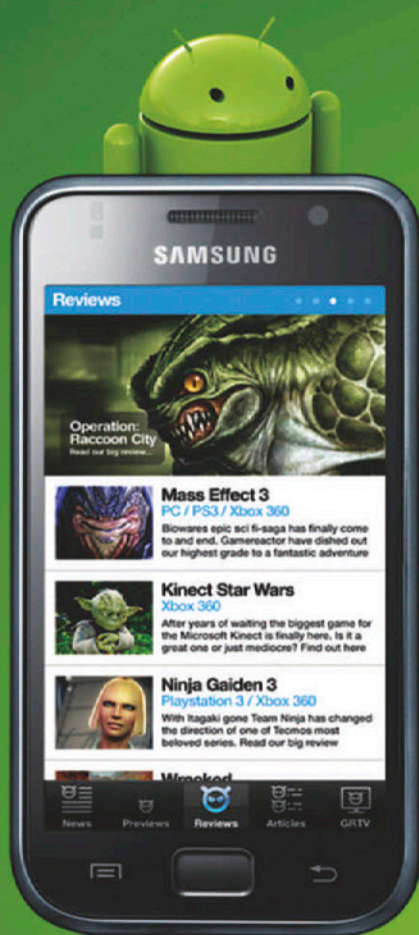 SAMSUNG
Reviews
Operation:
Raccoon City
Read our big review...
Mass Effect 3
PC / PS3 / Xbox 360
Biowares epic sci fi-saga has finally come
to and end. Gamereactor have dished out
our highest grade to a fantastic adventure
Kinect Star Wars
Xbox 360
After years of waiting the biggest game for
the Microsoft Kinect is finally here. Is it a
great one or just mediocre? Find out here
Ninja Gaiden 3
Playstation 3 / Xbox 360
With Itagaki gone Team Ninja has changed
the direction of one of Tecmos most
beloved series. Read our big review
Wrecked
News Previews Reviews Articles GRTV